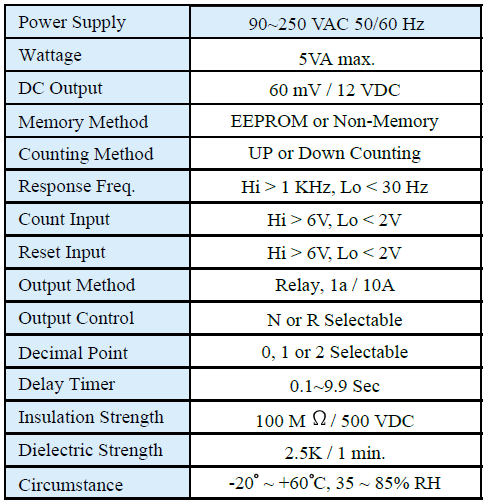 Power Supply 90~250 VAC 50/60 Hz
Wattage 5VA max.
DC Output 60 mV / 12 VDC
Memory Method EEPROM or Non-Memory
Counting Method UP or Down Counting
Response Freq. Hi > 1 KHz, Lo < 30 Hz
Count Input Hi > 6V, Lo < 2V
Reset Input Hi > 6V, Lo < 2V
Output Method Relay, 1a / 10A
Output Control N or R Selectable
Decimal Point 0, 1 or 2 Selectable
Delay Timer 0.1~9.9 Sec
Insulation Strength 100 M Ω / 500 VDC
Dielectric Strength 2.5K / 1 min.
Circumstance -20° ~ +60°C, 35 ~ 85% RH